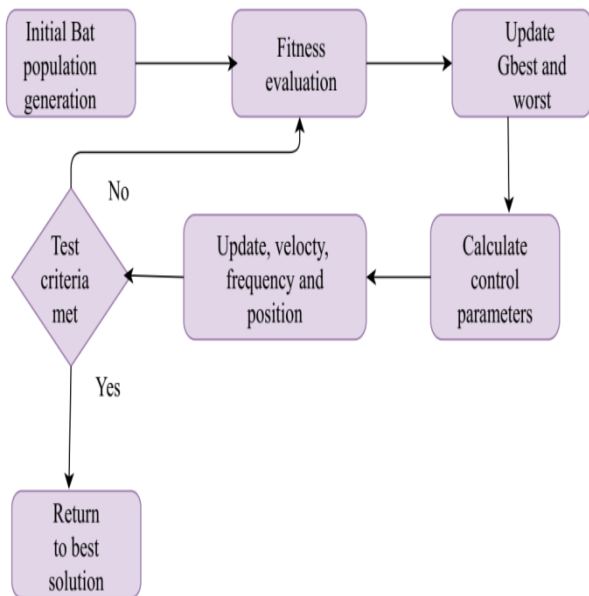 Initial Bat
population
generation
Fitness
evaluation
Update
Gbest and
worst
Calculate
control
parameters
Update, velocty,
frequency and
position
Test
criteria
met
No
Yes
Return
to best
solution